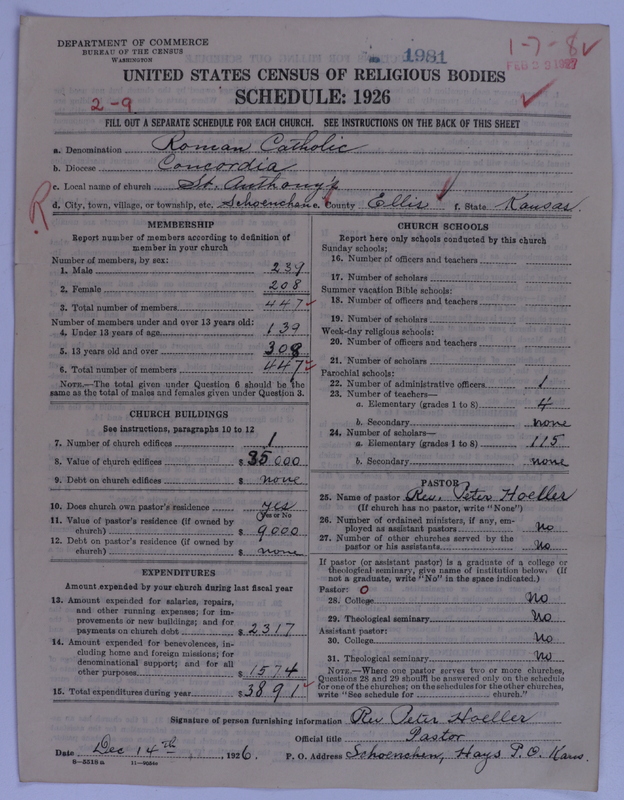 DEPARTMENT OF COMMERCE
BUREAU OF THE CENSUS
WASHINGTON
1981
1-7-8
FEB 23 1927
UNITED STATES CENSUS OF RELIGIOUS BODIES
SCHEDULE: 1926
2-9
FILL OUT A SEPARATE SCHEDULE FOR EACH CHURCH. SEE INSTRUCTIONS ON THE BACK OF THIS SHEET
a. Denomination Roman Catholic
b. Diocese Concordia
c. Local name of church St. Anthony's
d. City, town, village, or township, etc. Schoenchen e. County Ellis f. State Kansas.
R
MEMBERSHIP
Report number of members according to definition of
member in your church
Number of members, by sex:
1. Male 239
2. Female 208
3. Total number of members 447
Number of members under and over 13 years old:
4. Under 13 years of age 139
5. 13 years old and over 308
6. Total number of members 447
NOTE.—The total given under Question 6 should be the
same as the total of males and females given under Question 3.
CHURCH BUILDINGS
See instructions, paragraphs 10 to 12
7. Number of church edifices 1
8. Value of church edifices $ 35000
9. Debt on church edifices $ none
10. Does church own pastor's residence yes
Yes or No
11. Value of pastor's residence (if owned by
church) $ 9000
12. Debt on pastor's residence (if owned by
church) $ none
EXPENDITURES
Amount expended by your church during last fiscal year
13. Amount expended for salaries, repairs,
and other running expenses; for im-
provements or new buildings; and for
payments on church debt $ 2317
14. Amount expended for benevolences, in-
cluding home and foreign missions; for
denominational support; and for all
other purposes $ 1574
15. Total expenditures during year $ 3891
CHURCH SCHOOLS
Report here only schools conducted by this church
Sunday schools:
16. Number of officers and teachers
17. Number of scholars
Summer vacation Bible schools:
18. Number of officers and teachers
19. Number of scholars
Week-day religious schools:
20. Number of officers and teachers
21. Number of scholars
Parochial schools:
22. Number of administrative officers 1
23. Number of teachers—
a. Elementary (grades 1 to 8) 4
b. Secondary none
24. Number of scholars—
a. Elementary (grades 1 to 8) 115
b. Secondary none
PASTOR
25. Name of pastor Rev. Peter Hoeller
(If church has no pastor, write "None")
26. Number of ordained ministers, if any, em-
ployed as assistant pastors no
27. Number of other churches served by the
pastor or his assistants no
If pastor (or assistant pastor) is a graduate of a college or
theological seminary, give name of institution below. (If
not a graduate, write "No" in the space indicated.)
Pastor: O
28. College no
29. Theological seminary no
Assistant pastor:
30. College no
31. Theological seminary no
NOTE.—Where one pastor serves two or more churches,
Questions 28 and 29 should be answered only on the schedule
for one of the churches; on the schedules for the other churches,
write "See schedule for church."
Signature of person furnishing information Rev Peter Hoeller
Official title Pastor
Date Dec 14th, 1926. P. O. Address Schoenchen, Hays P.O. Kans.
8-5518a